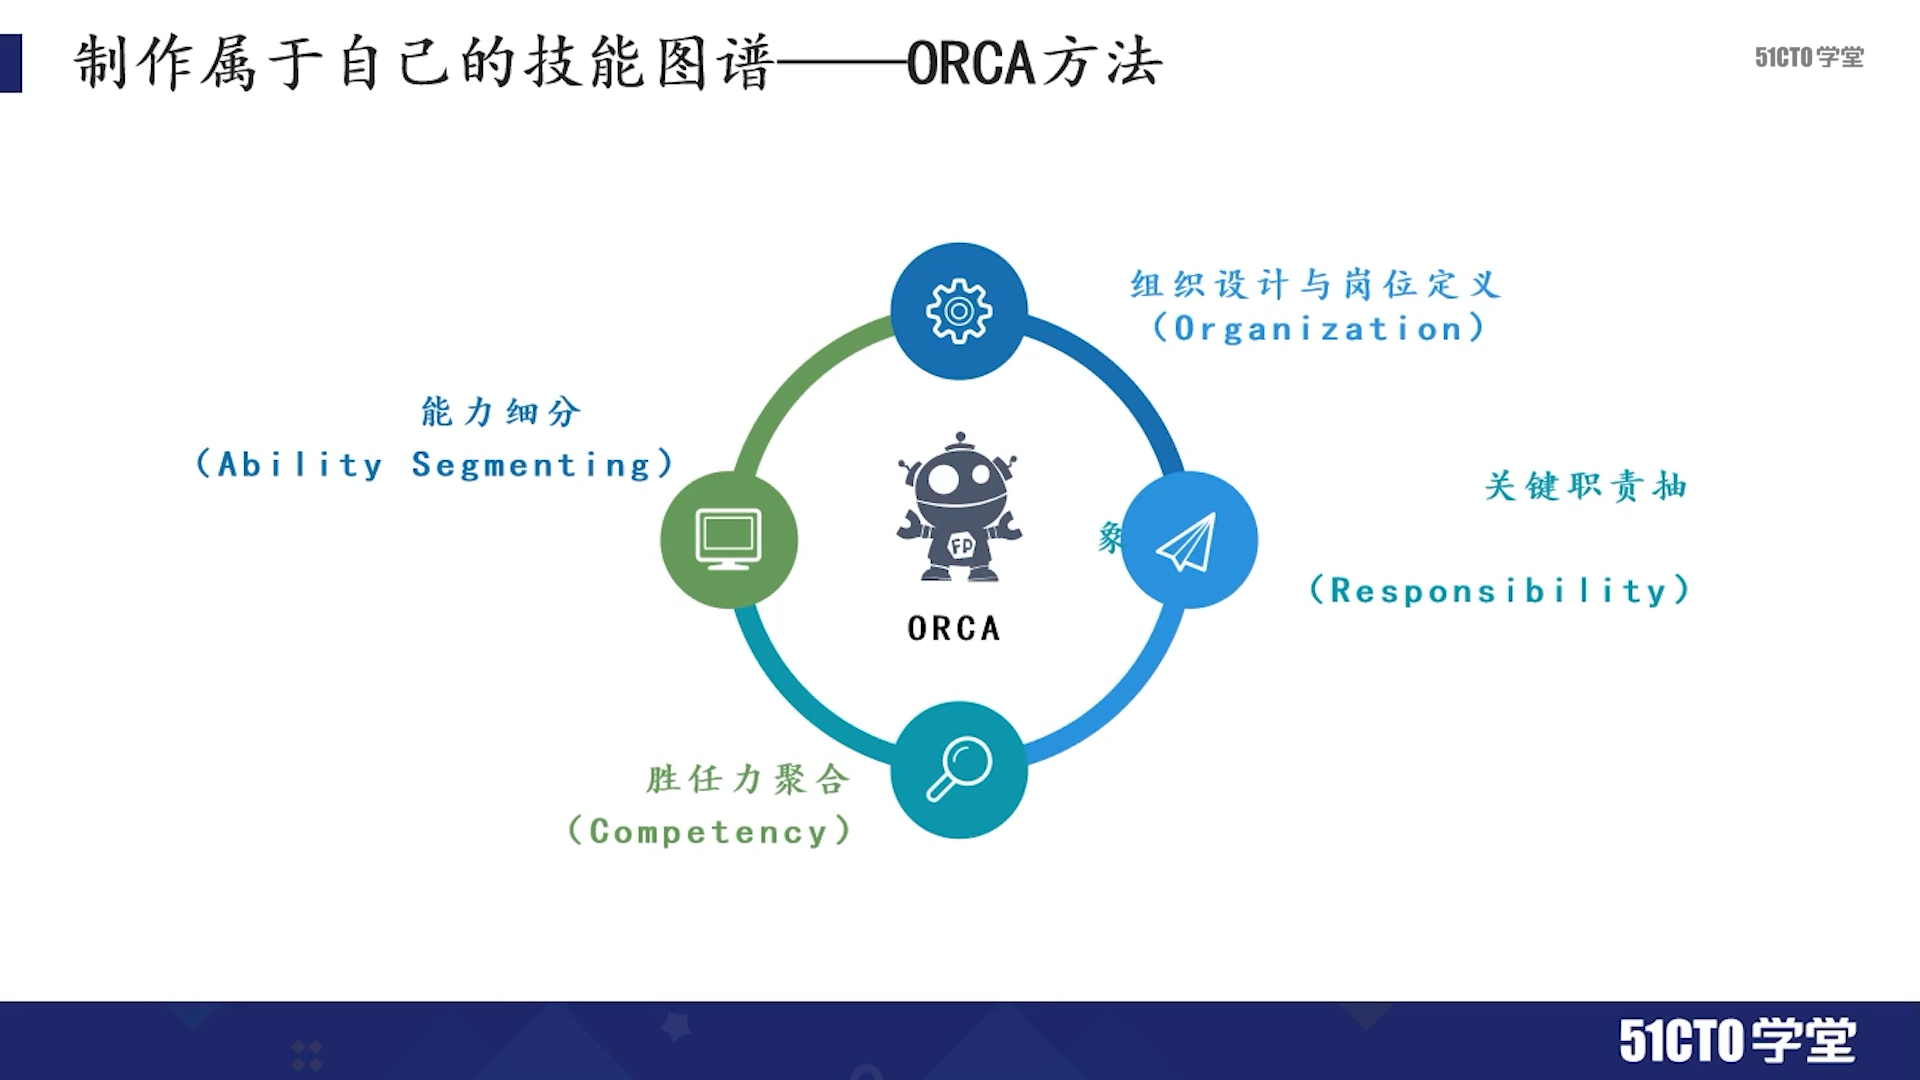 制作属于自己的技能图谱——ORCA方法
51CTO学堂
组织设计与岗位定义
（Organization）
能力细分
（Ability Segmenting）
关键职责抽
象
（Responsibility）
FP
ORCA
胜任力聚合
（Competency）
51CTO学堂